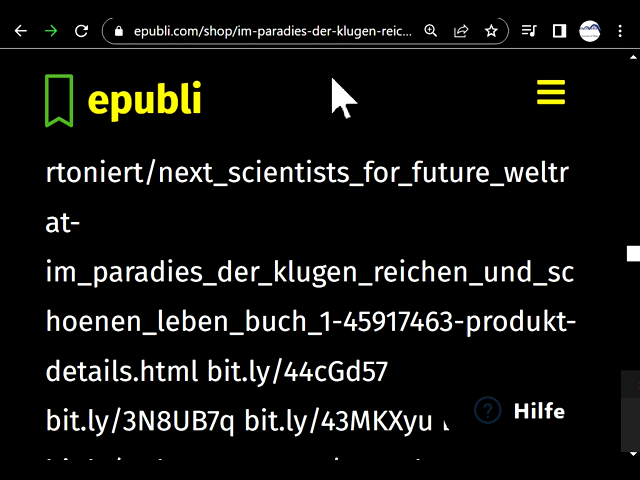 epubli.com/shop/im-paradies-der-klugen-reic...
epubli
rtoniert/next_scientists_for_future_weltr
at-
im_paradies_der_klugen_reichen_und_sc
hoenen_leben_buch_1-45917463-produkt-
details.html bit.ly/44cGd57
bit.ly/3N8UB7q bit.ly/43MKXyu
Hilfe